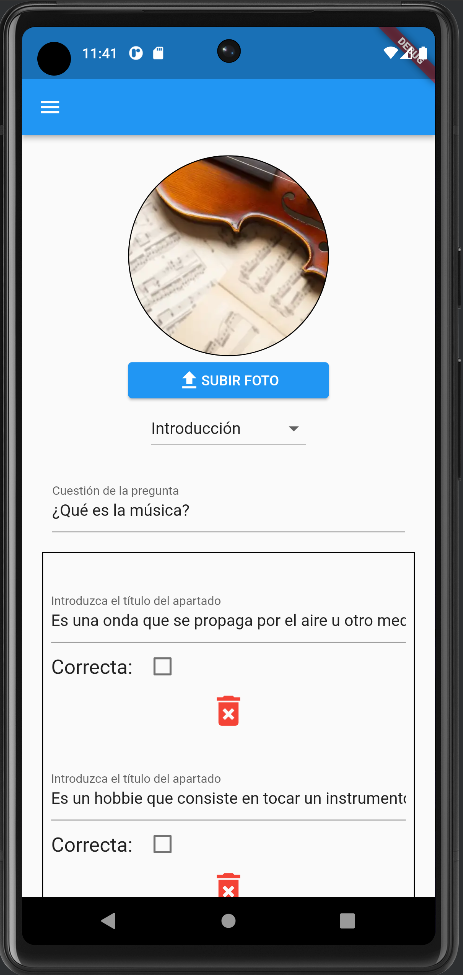 11:41
DEBUG
SUBIR FOTO
Introducción
Cuestión de la pregunta
¿Qué es la música?
Introduzca el título del apartado
Es una onda que se propaga por el aire u otro med
Correcta:
Introduzca el título del apartado
Es un hobbie que consiste en tocar un instrumento
Correcta: